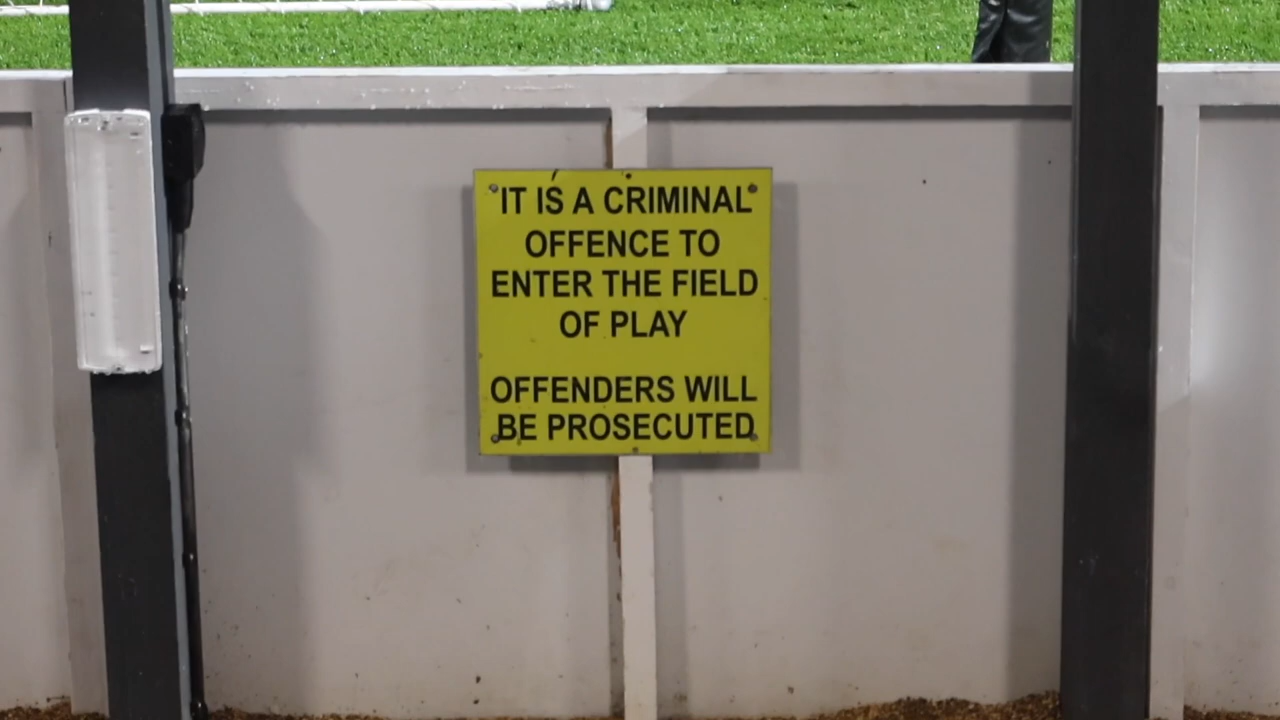 IT IS A CRIMINAL
OFFENCE TO
ENTER THE FIELD
OF PLAY
OFFENDERS WILL
BE PROSECUTED